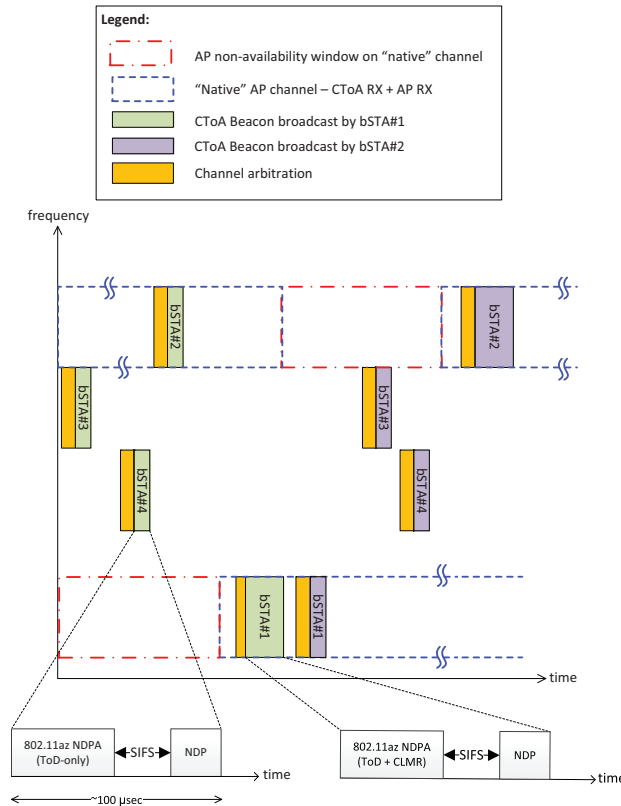 Legend:
AP non-availability window on “native” channel
“Native” AP channel – CToA RX + AP RX
CToA Beacon broadcast by bSTA#1
CToA Beacon broadcast by bSTA#2
Channel arbitration
frequency
bSTA#2
bSTA#2
bSTA#3
bSTA#3
bSTA#4
bSTA#4
bSTA#1
bSTA#1
time
802.11az NDPA
(ToD-only)
SIFS
NDP
time
~100 µsec
802.11az NDPA
(ToD + CLMR)
SIFS
NDP
time